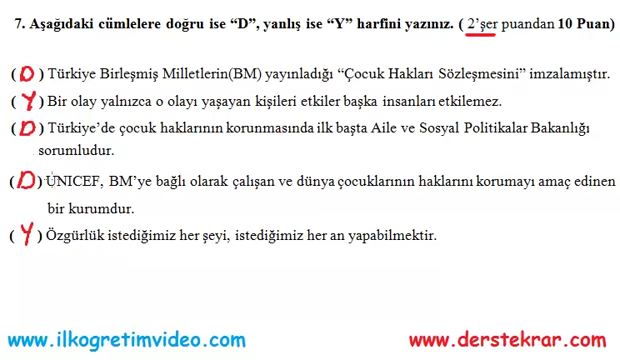 7. Aşağıdaki cümlelere doğru ise “D”, yanlış ise “Y” harfini yazınız. ( 2’şer puandan 10 Puan)
( D ) Türkiye Birleşmiş Milletlerin(BM) yayınladığı “Çocuk Hakları Sözleşmesini” imzalamıştır.
( Y ) Bir olay yalnızca o olayı yaşayan kişileri etkiler başka insanları etkilemez.
( D ) Türkiye’de çocuk haklarının korunmasında ilk başta Aile ve Sosyal Politikalar Bakanlığı
sorumludur.
( D ) UNICEF, BM’ye bağlı olarak çalışan ve dünya çocuklarının haklarını korumayı amaç edinen
bir kurumdur.
( Y ) Özgürlük istediğimiz her şeyi, istediğimiz her an yapabilmektir.
www.ilkogretimvideo.com www.derstekrar.com